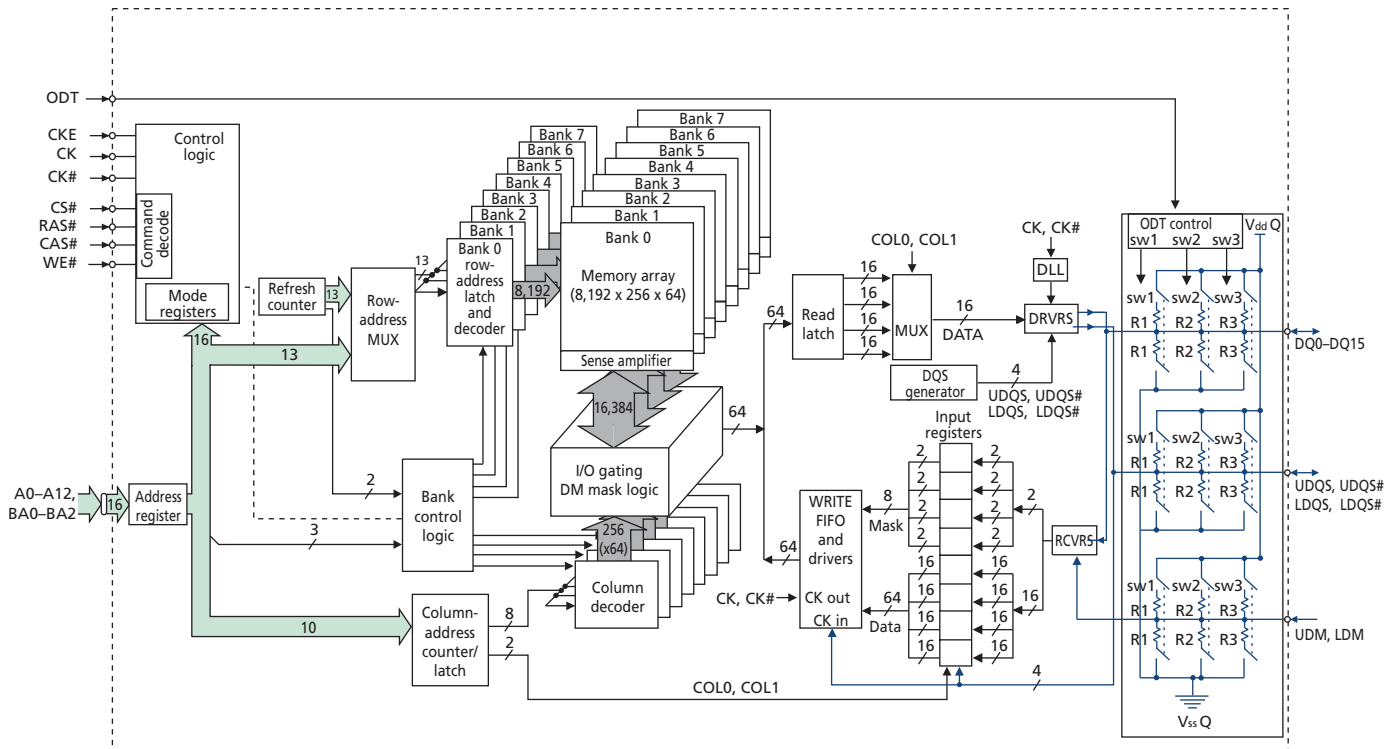 ODT
CKE
CK
CK#
CS#
RAS#
CAS#
WE#
Control
logic
Command
decode
Mode
registers
16
A0–A12,
BA0–BA2
16
Address
register
Refresh
counter
13
13
Row-
address
MUX
13
Bank 7
Bank 6
Bank 5
Bank 4
Bank 3
Bank 2
Bank 1
Bank 0
row-
address
latch
and
decoder
8,192
Bank 7
Bank 6
Bank 5
Bank 4
Bank 3
Bank 2
Bank 1
Bank 0
Memory array
(8,192 x 256 x 64)
Sense amplifier
16,384
I/O gating
DM mask logic
64
256
(x64)
Column
decoder
2
3
Bank
control
logic
10
Column-
address
counter/
latch
8
2
COL0, COL1
64
Read
latch
16
16
16
16
COL0, COL1
MUX
16
DATA
DQS
generator
4
UDQS, UDQS#
LDQS, LDQS#
CK, CK#
DLL
DRVRS
Input
registers
2
2
2
2
2
2
2
2
16
16
16
16
16
16
16
16
8
Mask
64
Data
64
WRITE
FIFO
and
drivers
CK out
CK in
CK, CK#
2
16
RCVRS
4
ODT control
sw1
sw2
sw3
Vdd Q
sw1
sw2
sw3
R1
R2
R3
R1
R2
R3
DQ0–DQ15
sw1
sw2
sw3
R1
R2
R3
R1
R2
R3
UDQS, UDQS#
LDQS, LDQS#
sw1
sw2
sw3
R1
R2
R3
R1
R2
R3
UDM, LDM
Vss Q